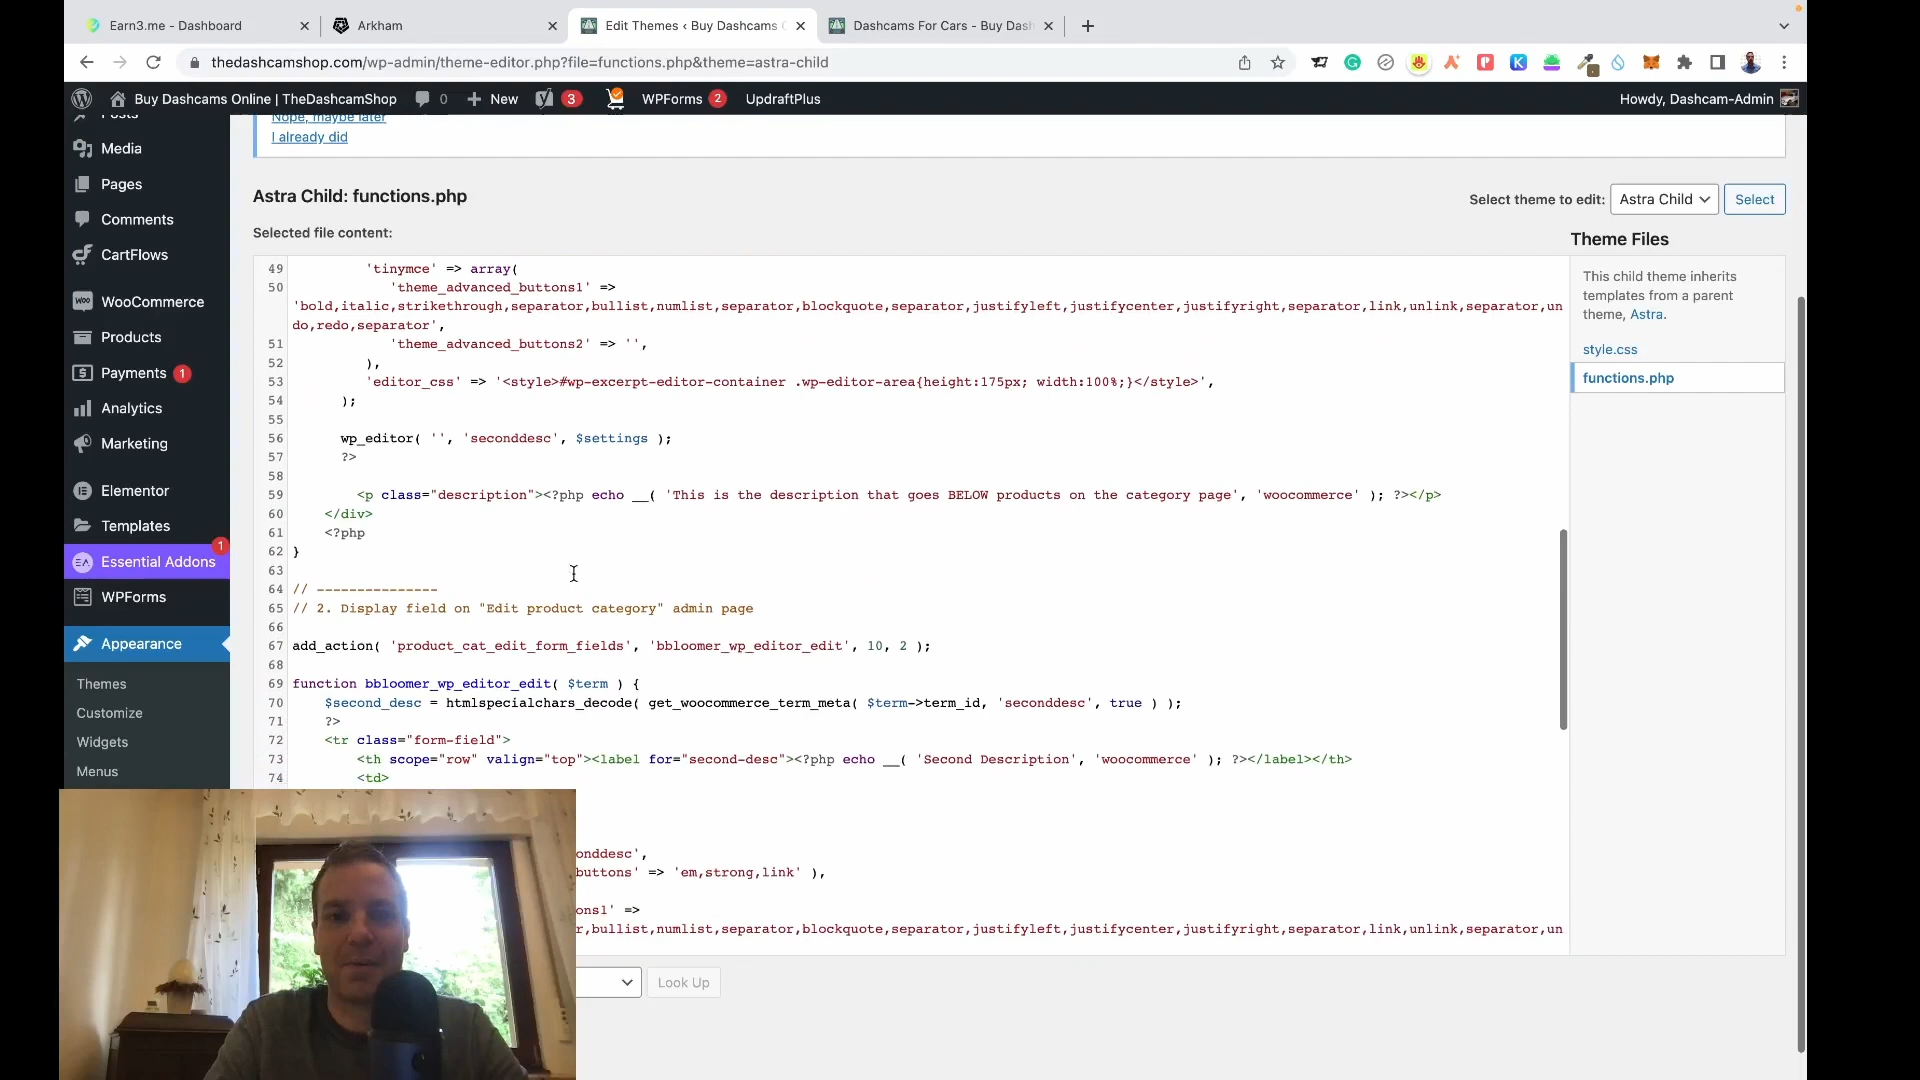 Earn3.me - Dashboard
Arkham
Edit Themes ‹ Buy Dashcams
Dashcams For Cars - Buy Dash
thedashcamshop.com/wp-admin/theme-editor.php?file=functions.php&theme=astra-child
Buy Dashcams Online | TheDashcamShop
0
New
3
WPForms 2
UpdraftPlus
Howdy, Dashcam-Admin
Posts
Media
Pages
Comments
CartFlows
WooCommerce
Products
Payments 1
Analytics
Marketing
Elementor
Templates
Essential Addons 1
WPForms
Appearance
Themes
Customize
Widgets
Menus
Nope, maybe later
I already did
Astra Child: functions.php
Select theme to edit: Astra Child Select
Selected file content:
49 'tinymce' => array(
50 'theme_advanced_buttons1' =>
'bold,italic,strikethrough,separator,bullist,numlist,separator,blockquote,separator,justifyleft,justifycenter,justifyright,separator,link,unlink,separator,un
do,redo,separator',
51 'theme_advanced_buttons2' => '',
52 ),
53 'editor_css' => '<style>#wp-excerpt-editor-container .wp-editor-area{height:175px; width:100%;}</style>',
54 );
55
56 wp_editor( '', 'seconddesc', $settings );
57 ?>
58
59 <p class="description"><?php echo __( 'This is the description that goes BELOW products on the category page', 'woocommerce' ); ?></p>
60 </div>
61 <?php
62 }
63
64 // ---------------
65 // 2. Display field on "Edit product category" admin page
66
67 add_action( 'product_cat_edit_form_fields', 'bbloomer_wp_editor_edit', 10, 2 );
68
69 function bbloomer_wp_editor_edit( $term ) {
70 $second_desc = htmlspecialchars_decode( get_woocommerce_term_meta( $term->term_id, 'seconddesc', true ) );
71 ?>
72 <tr class="form-field">
73 <th scope="row" valign="top"><label for="second-desc"><?php echo __( 'Second Description', 'woocommerce' ); ?></label></th>
74 <td>
onddesc',
buttons' => 'em,strong,link' ),
ons1' =>
r,bullist,numlist,separator,blockquote,separator,justifyleft,justifycenter,justifyright,separator,link,unlink,separator,un
Look Up
Theme Files
This child theme inherits
templates from a parent
theme, Astra.
style.css
functions.php